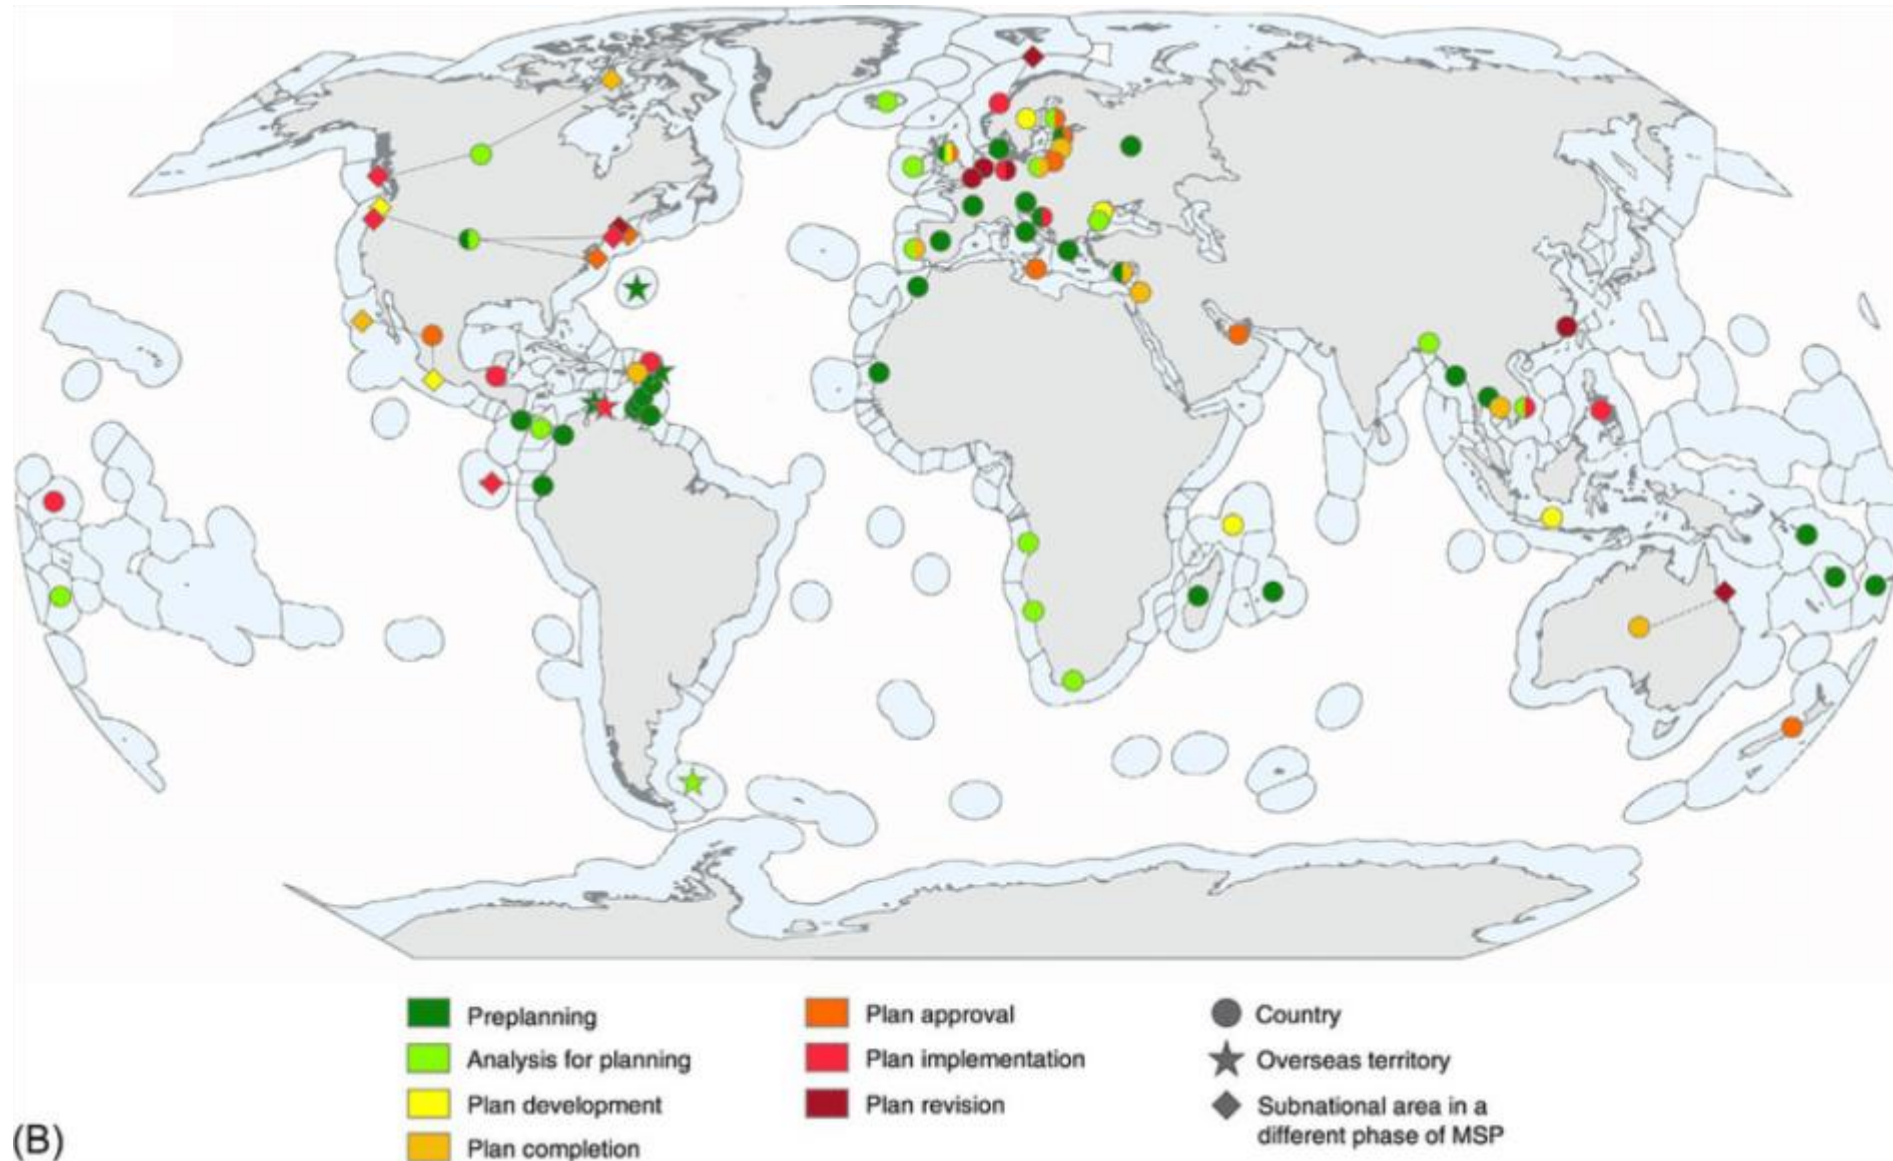 Preplanning
Analysis for planning
Plan development
Plan completion
Plan approval
Plan implementation
Plan revision
Country
Overseas territory
Subnational area in a
different phase of MSP
(B)